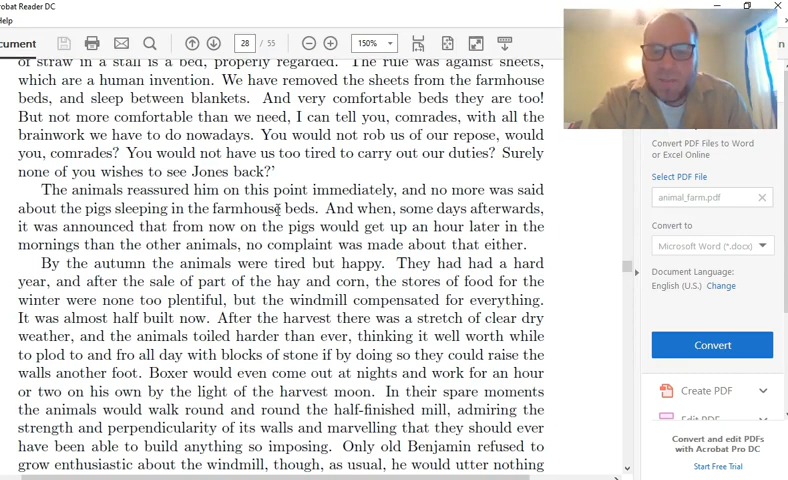 crobat Reader DC
Help
ocument
28 / 55
150%
n
of straw in a stall is a bed, properly regarded. The rule was against sheets,
which are a human invention. We have removed the sheets from the farmhouse
beds, and sleep between blankets. And very comfortable beds they are too!
But not more comfortable than we need, I can tell you, comrades, with all the
brainwork we have to do nowadays. You would not rob us of our repose, would
you, comrades? You would not have us too tired to carry out our duties? Surely
none of you wishes to see Jones back?'
The animals reassured him on this point immediately, and no more was said
about the pigs sleeping in the farmhouse beds. And when, some days afterwards,
it was announced that from now on the pigs would get up an hour later in the
mornings than the other animals, no complaint was made about that either.
By the autumn the animals were tired but happy. They had had a hard
year, and after the sale of part of the hay and corn, the stores of food for the
winter were none too plentiful, but the windmill compensated for everything.
It was almost half built now. After the harvest there was a stretch of clear dry
weather, and the animals toiled harder than ever, thinking it well worth while
to plod to and fro all day with blocks of stone if by doing so they could raise the
walls another foot. Boxer would even come out at nights and work for an hour
or two on his own by the light of the harvest moon. In their spare moments
the animals would walk round and round the half-finished mill, admiring the
strength and perpendicularity of its walls and marvelling that they should ever
have been able to build anything so imposing. Only old Benjamin refused to
grow enthusiastic about the windmill, though, as usual, he would utter nothing
Convert PDF Files to Word
or Excel Online
Select PDF File
animal_farm.pdf
Convert to
Microsoft Word (*.docx)
Document Language:
English (U.S.) Change
Convert
Create PDF
Edit PDF
Convert and edit PDFs
with Acrobat Pro DC
Start Free Trial